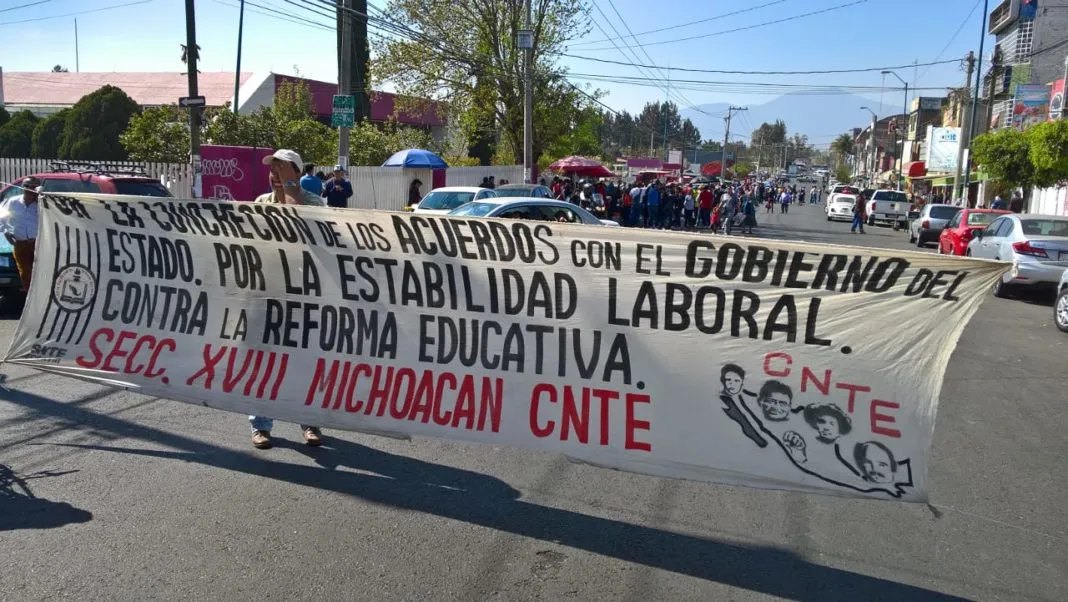 POR LA CONCRECION DE LOS ACUERDOS CON EL GOBIERNO DEL
ESTADO. POR LA ESTABILIDAD LABORAL.
CONTRA LA REFORMA EDUCATIVA.
SECC. XVIII MICHOACAN CNTE
CNTE
SNTE